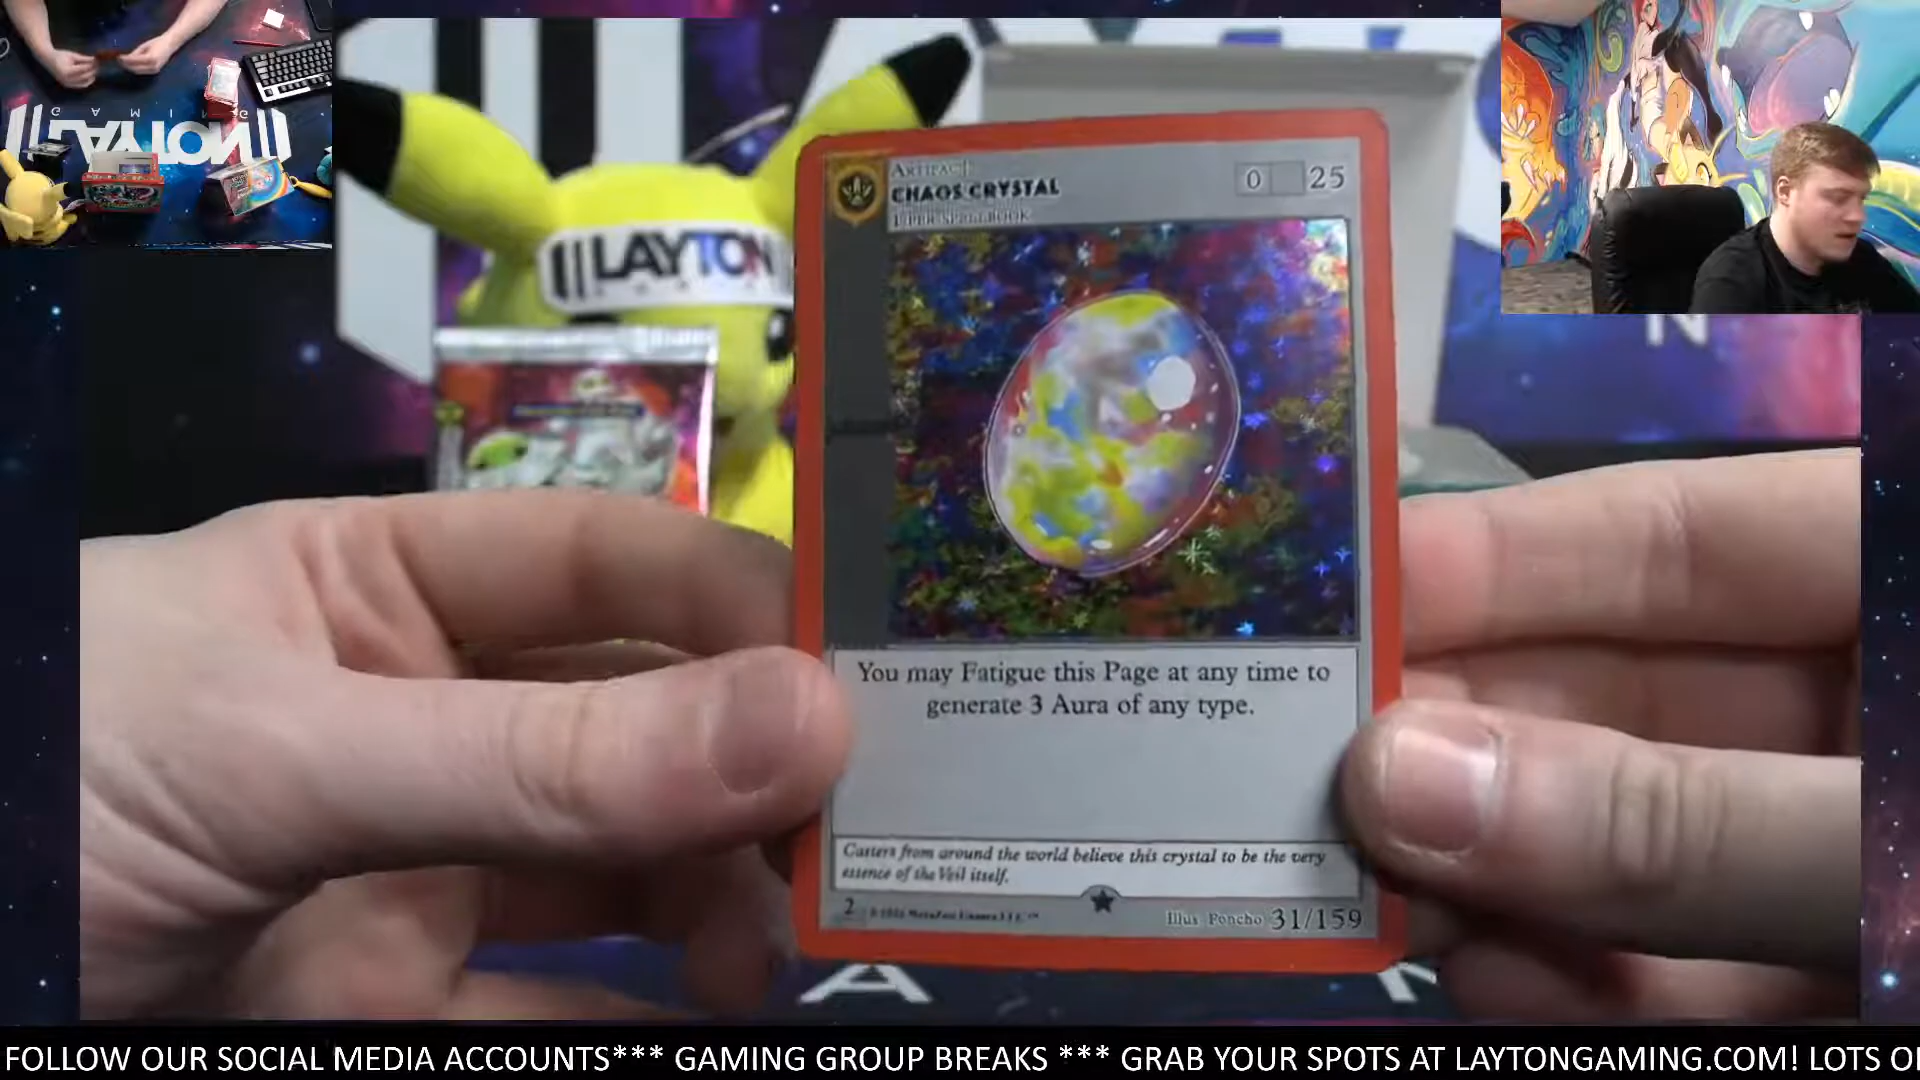 GAMING
LAYTON
LAYTON
ARTIFACT
CHAOS CRYSTAL
0 25
You may Fatigue this Page at any time to
generate 3 Aura of any type.
Casters from around the world believe this crystal to be the very
essence of the Veil itself.
2
Illus Poncho 31/159
N
A
FOLLOW OUR SOCIAL MEDIA ACCOUNTS*** GAMING GROUP BREAKS *** GRAB YOUR SPOTS AT LAYTONGAMING.COM! LOTS O